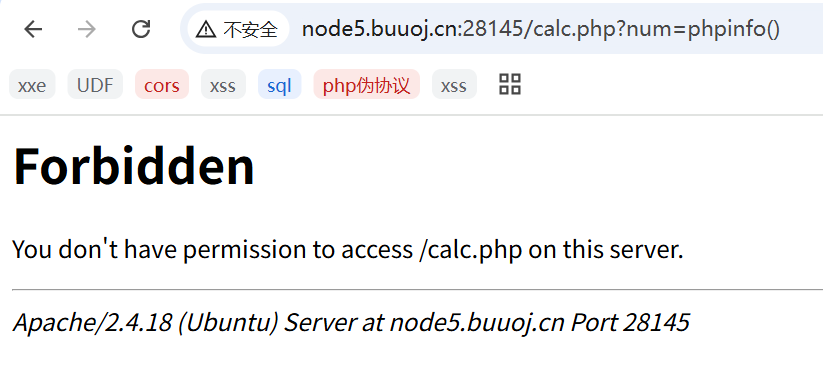 不安全 node5.buuoj.cn:28145/calc.php?num=phpinfo()
xxe UDF cors xss sql php伪协议 xss
Forbidden
You don't have permission to access /calc.php on this server.
Apache/2.4.18 (Ubuntu) Server at node5.buuoj.cn Port 28145